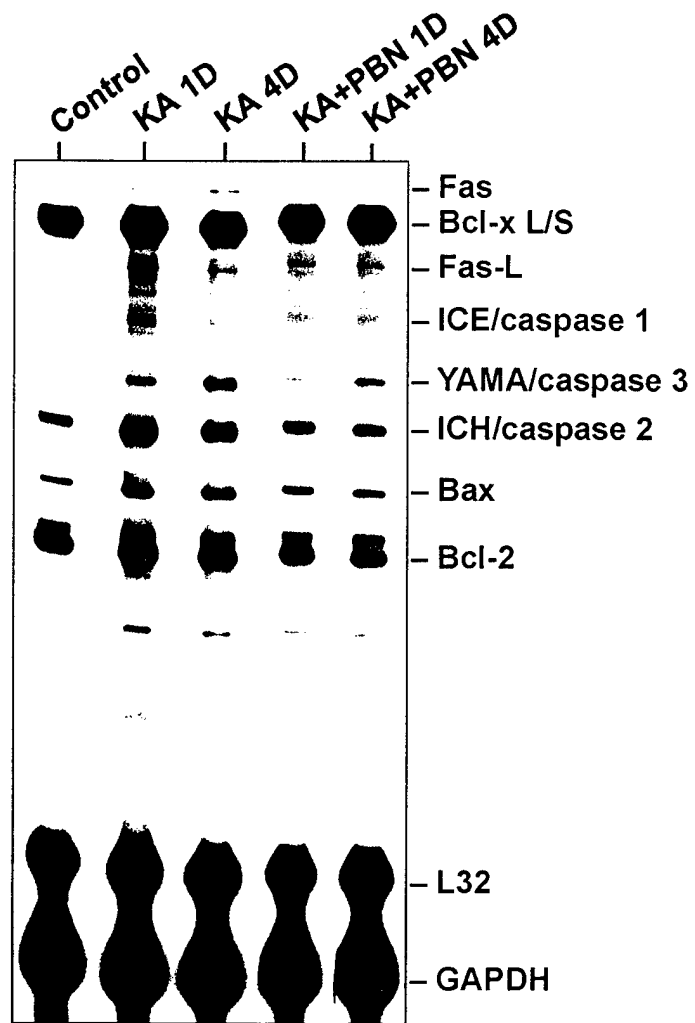 Control
KA 1D
KA 4D
KA+PBN 1D
KA+PBN 4D
Fas
Bcl-x L/S
Fas-L
ICE/caspase 1
YAMA/caspase 3
ICH/caspase 2
Bax
Bcl-2
L32
GAPDH